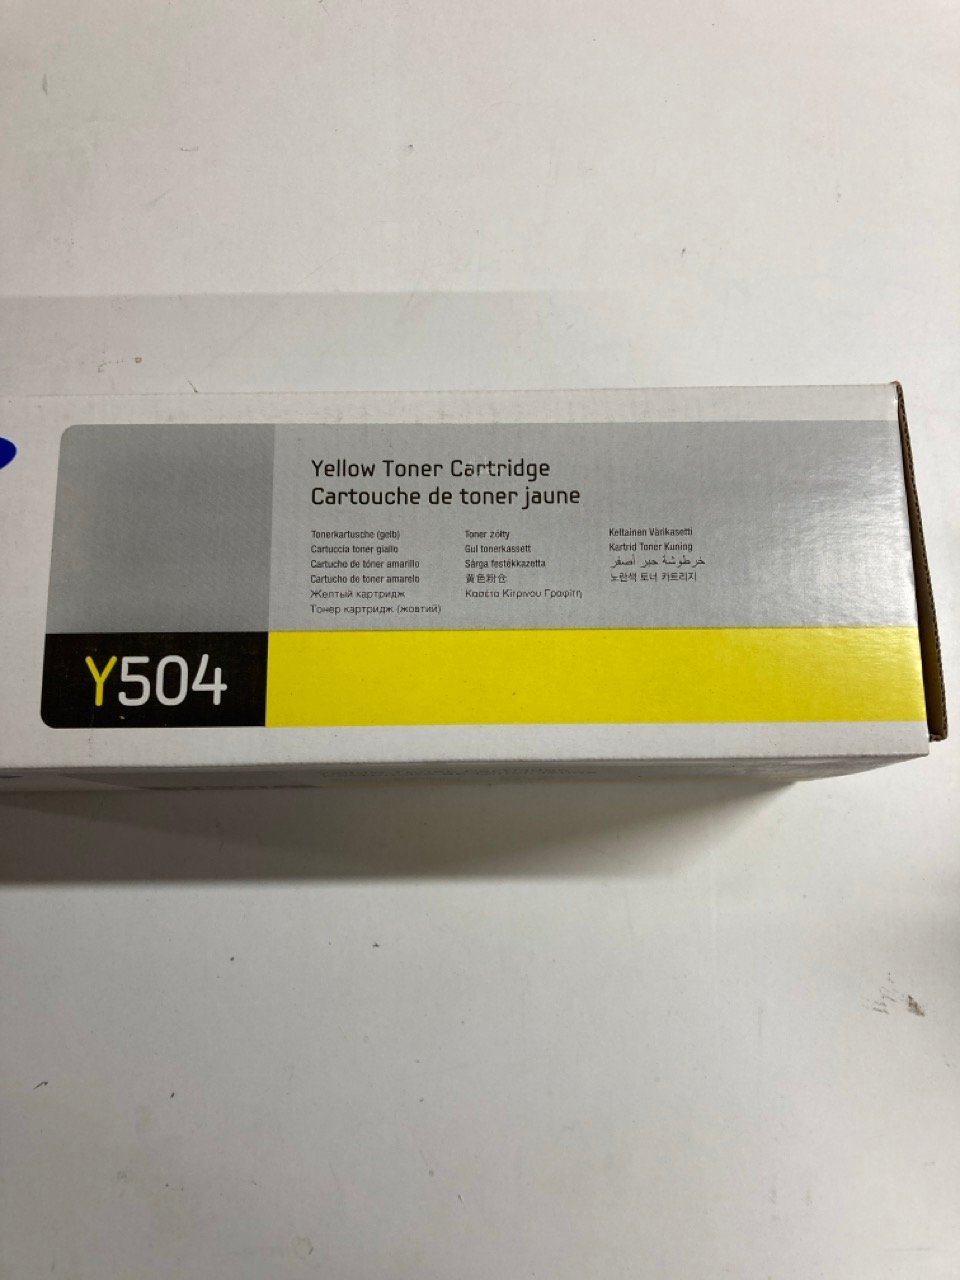 Yellow Toner Cartridge
Cartouche de toner jaune
Tonerkartusche (gelb)
Cartuccia toner giallo
Cartucho de tóner amarillo
Cartucho de toner amarelo
Желтый картридж
Тонер картридж (жовтий)
Toner żółty
Gul tonerkassett
Sárga festékkazetta
黄色粉仓
Κασέτα Κίτρινου Γραφίτη
Keltainen Värikasetti
Kartrid Toner Kuning
خرطوشة حبر أصفر
노란색 토너 카트리지
Y504